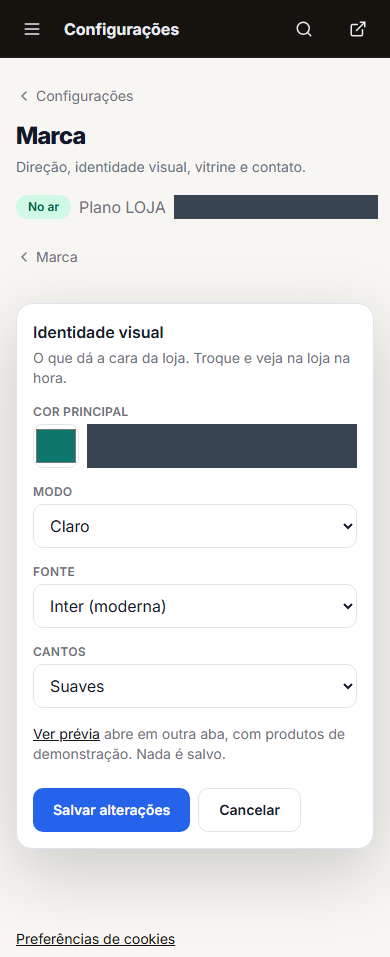 Configurações
Configurações
Marca
Direção, identidade visual, vitrine e contato.
No ar
Plano LOJA
Marca
Identidade visual
O que dá a cara da loja. Troque e veja na loja na
hora.
COR PRINCIPAL
MODO
Claro
FONTE
Inter (moderna)
CANTOS
Suaves
Ver prévia abre em outra aba, com produtos de
demonstração. Nada é salvo.
Salvar alterações
Cancelar
Preferências de cookies